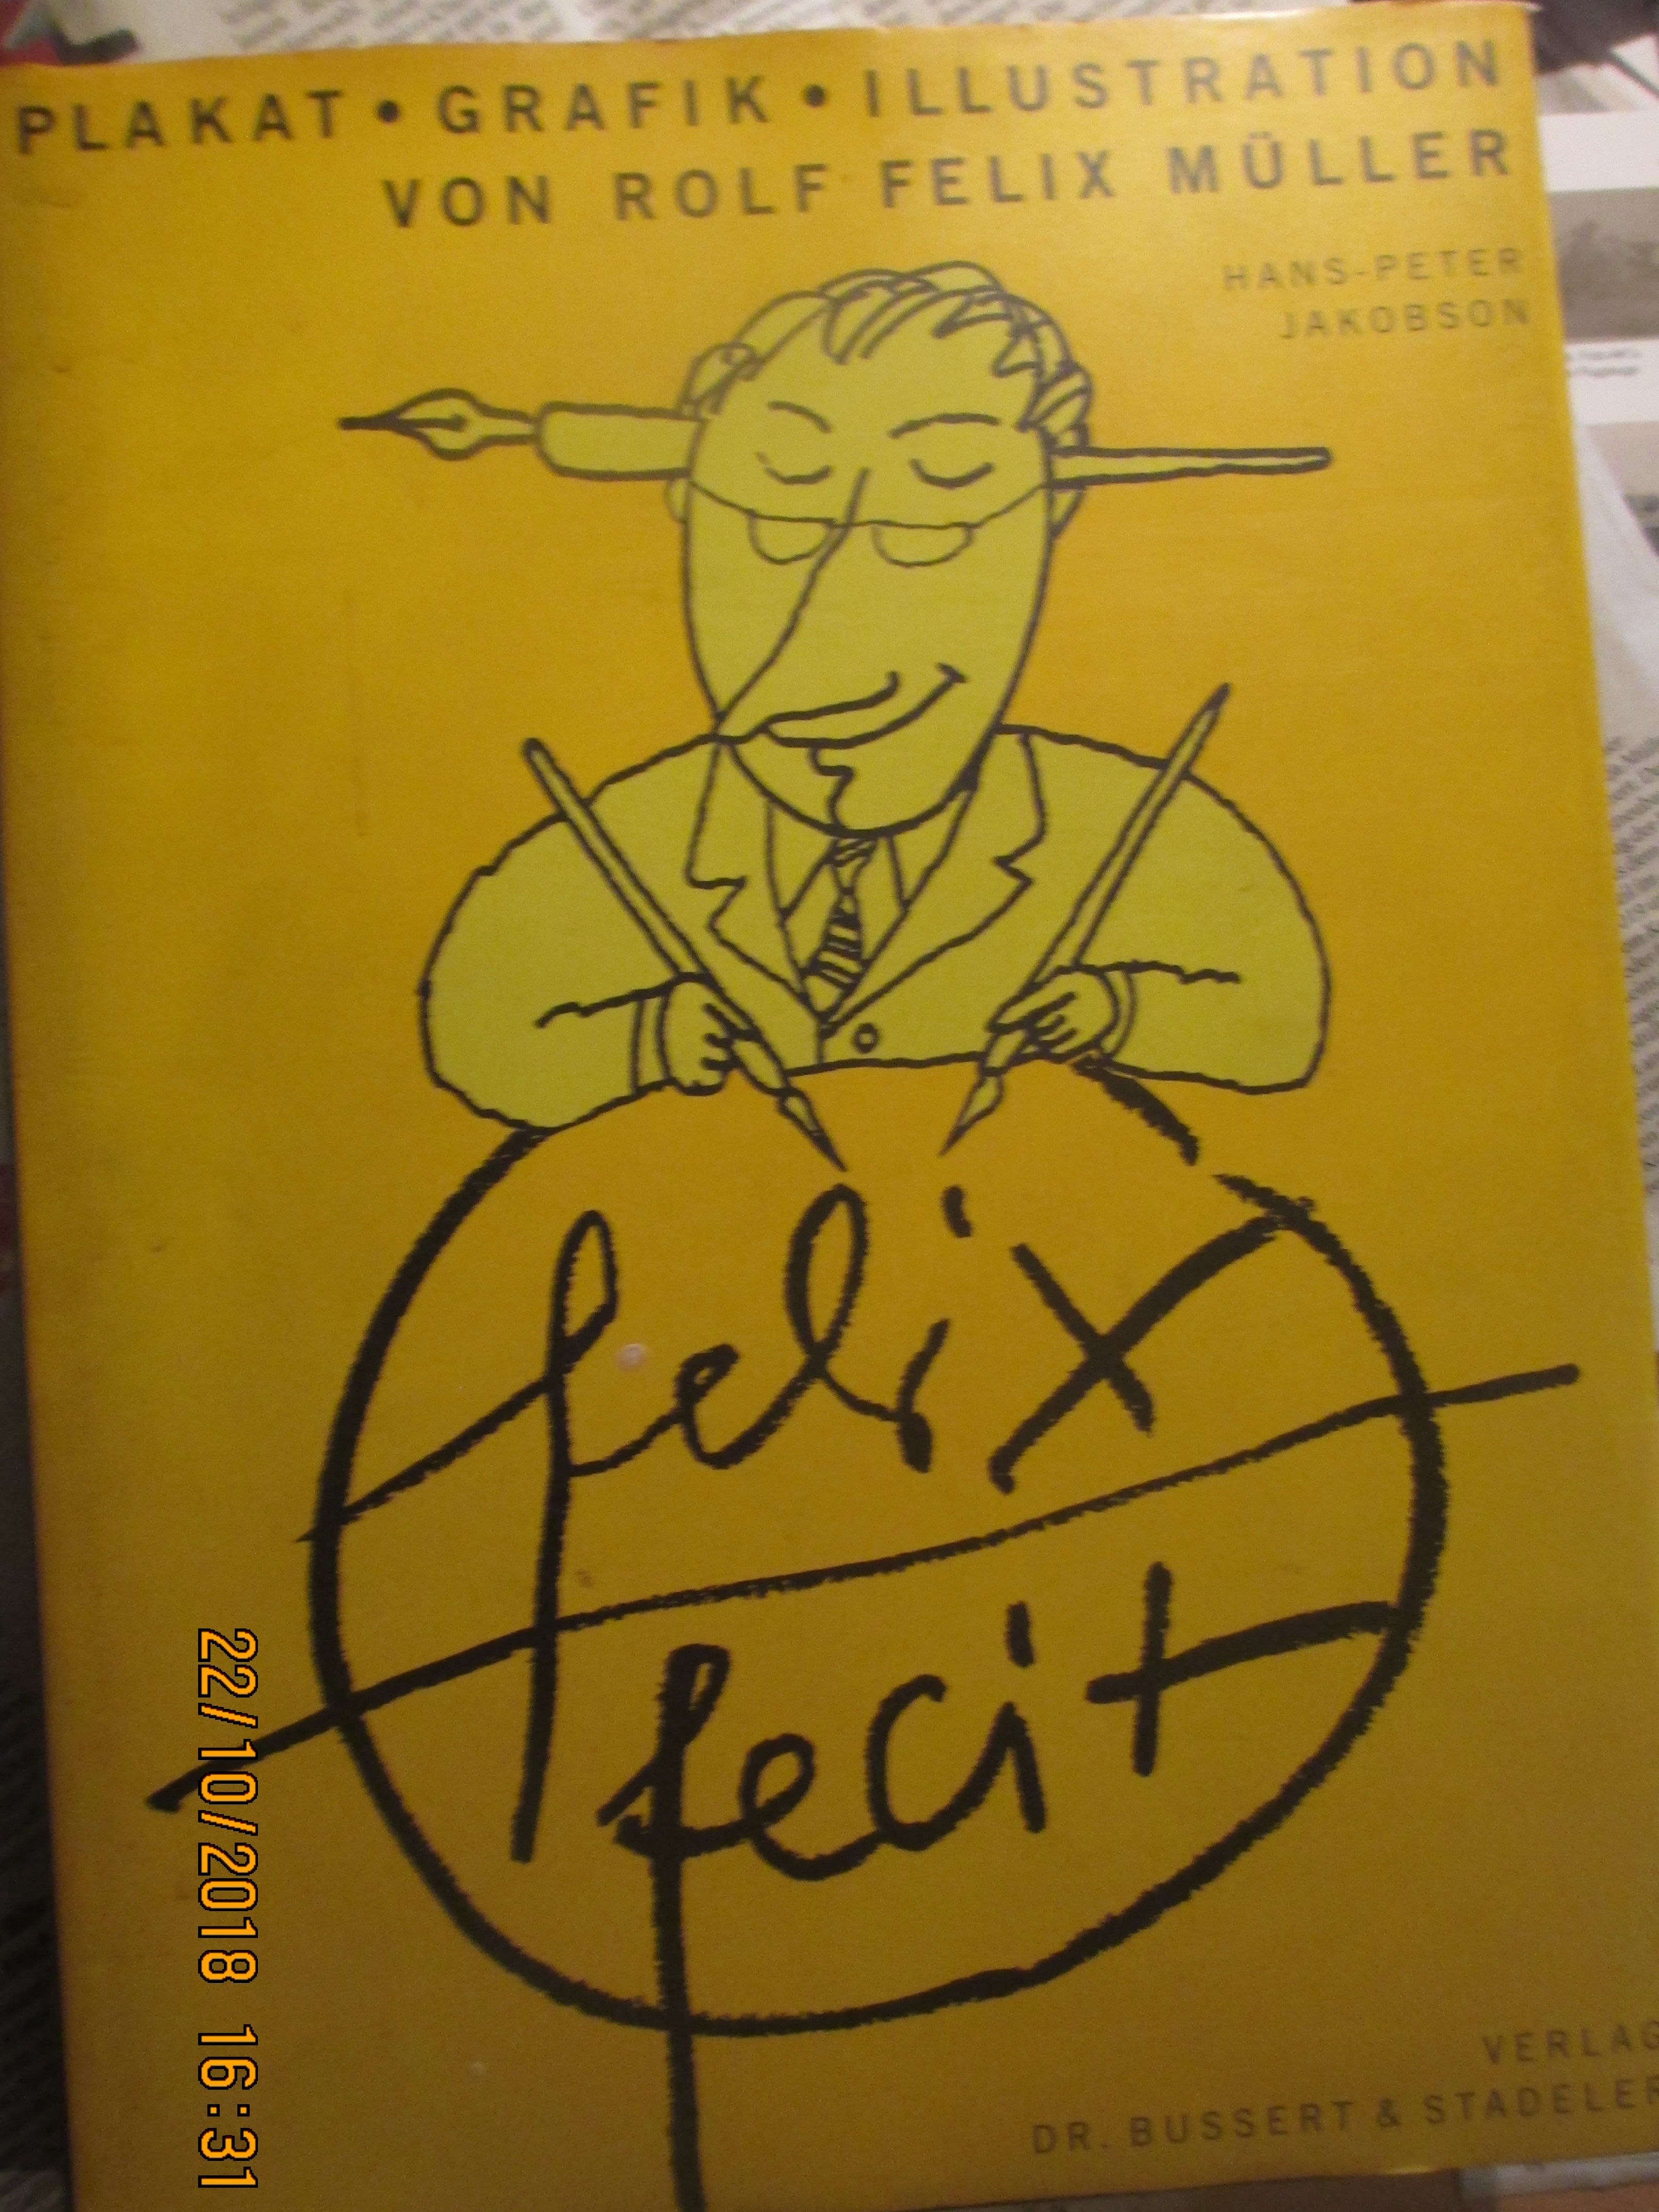 PLAKAT • GRAFIK • ILLUSTRATION
VON ROLF FELIX MÜLLER
HANS-PETER
JAKOBSON
felix
fecit
VERLAG
DR. BUSSERT & STADELER
22/10/2018 16:31